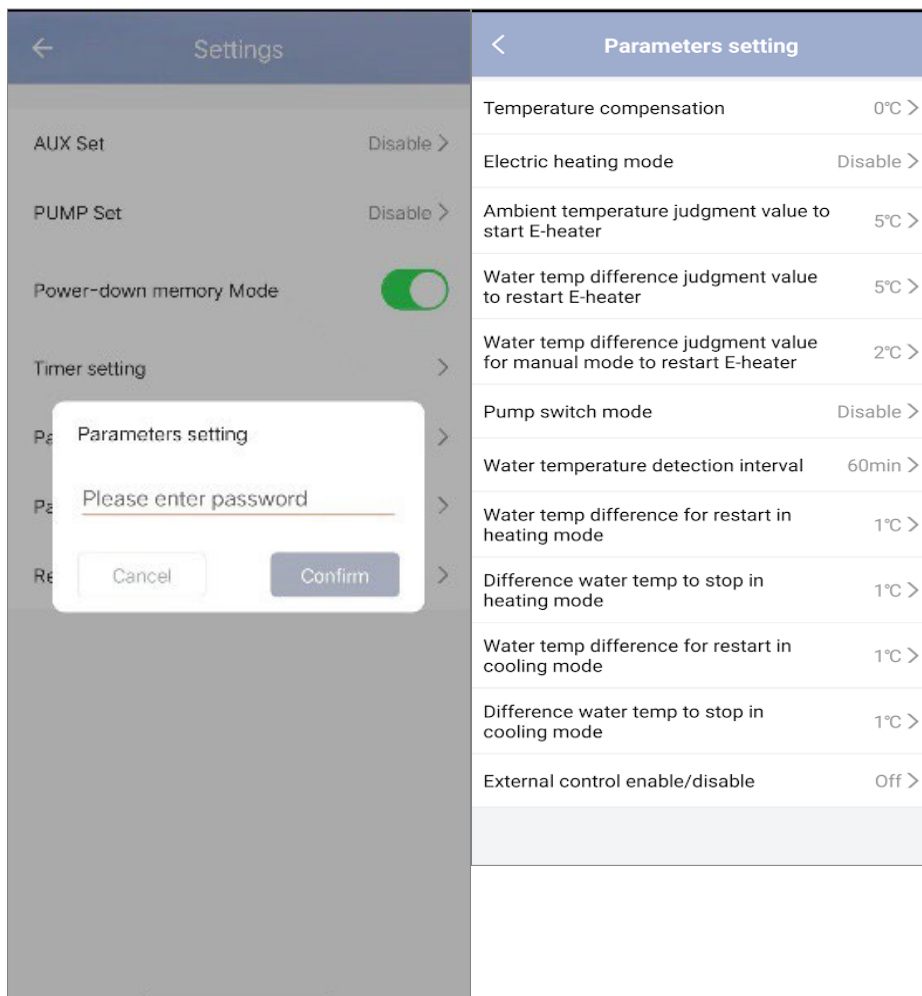 Settings
AUX Set
Disable
PUMP Set
Disable
Power-down memory Mode
Timer setting
Pa
Parameters setting
Pa
Please enter password
Re
Cancel
Confirm
Parameters setting
Temperature compensation
0℃
Electric heating mode
Disable
Ambient temperature judgment value to
start E-heater
5℃
Water temp difference judgment value
to restart E-heater
5℃
Water temp difference judgment value
for manual mode to restart E-heater
2℃
Pump switch mode
Disable
Water temperature detection interval
60min
Water temp difference for restart in
heating mode
1℃
Difference water temp to stop in
heating mode
1℃
Water temp difference for restart in
cooling mode
1℃
Difference water temp to stop in
cooling mode
1℃
External control enable/disable
Off